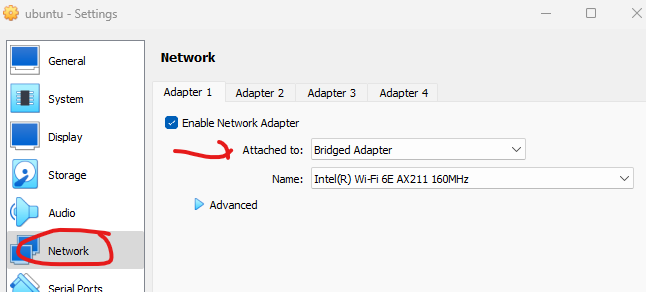 ubuntu - Settings
General
System
Display
Storage
Audio
Network
Serial Ports
Network
Adapter 1 Adapter 2 Adapter 3 Adapter 4
Enable Network Adapter
Attached to: Bridged Adapter
Name: Intel(R) Wi-Fi 6E AX211 160MHz
Advanced